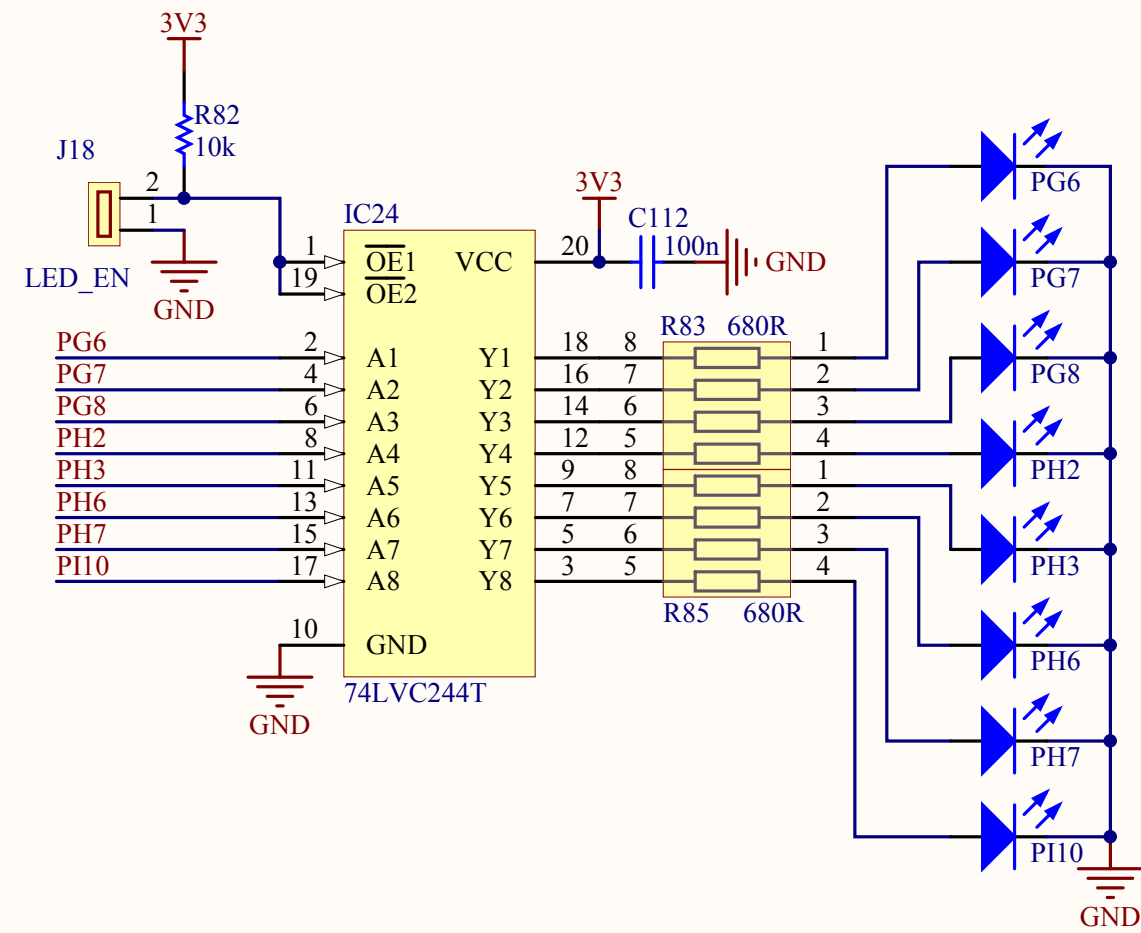 3V3
R82
10k
J18
2
1
LED_EN
GND
IC24
1 OE1
19 OE2
VCC 20
3V3
C112
100n
GND
PG6 2 A1 Y1 18 8
PG7 4 A2 Y2 16 7
PG8 6 A3 Y3 14 6
PH2 8 A4 Y4 12 5
PH3 11 A5 Y5 9 8
PH6 13 A6 Y6 7 7
PH7 15 A7 Y7 5 6
PI10 17 A8 Y8 3 5
10 GND
GND
74LVC244T
R83 680R
1
2
3
4
1
2
3
4
R85 680R
PG6
PG7
PG8
PH2
PH3
PH6
PH7
PI10
GND